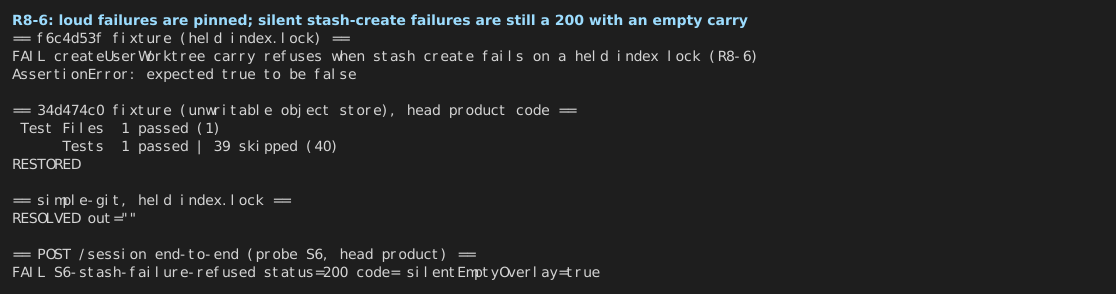 R8-6: loud failures are pinned; silent stash-create failures are still a 200 with an empty carry
== f6c4d53f fixture (held index.lock) ==
FAIL createUserWorktree carry refuses when stash create fails on a held index lock (R8-6)
AssertionError: expected true to be false
== 34d474c0 fixture (unwritable object store), head product code ==
Test Files 1 passed (1)
Tests 1 passed | 39 skipped (40)
RESTORED
== simple-git, held index.lock ==
RESOLVED out=""
== POST /session end-to-end (probe S6, head product) ==
FAIL S6-stash-failure-refused status=200 code= silentEmptyOverlay=true